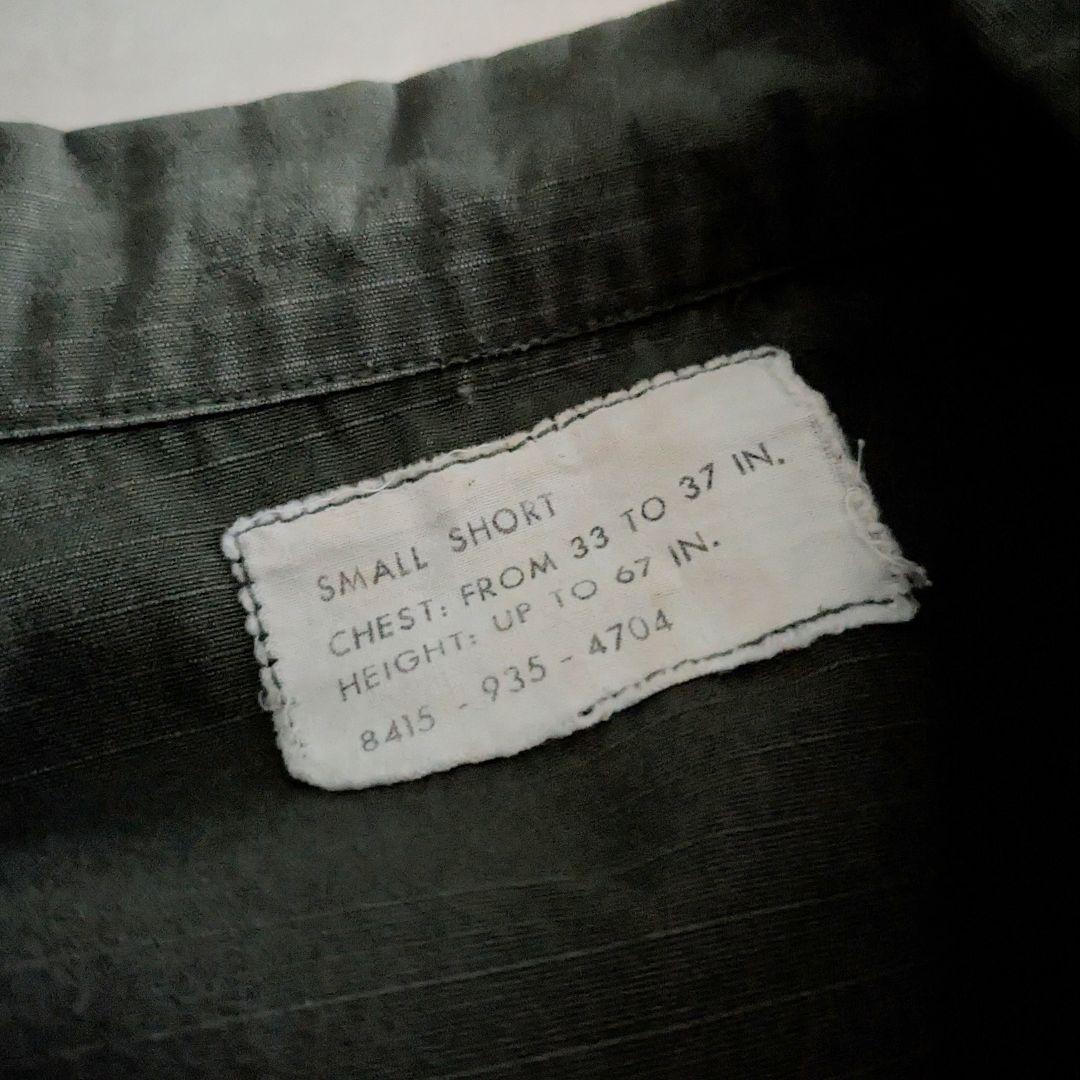 SMALL SHORT
CHEST: FROM 33 TO 37 IN.
HEIGHT: UP TO 67 IN.
8415 - 935 - 4704